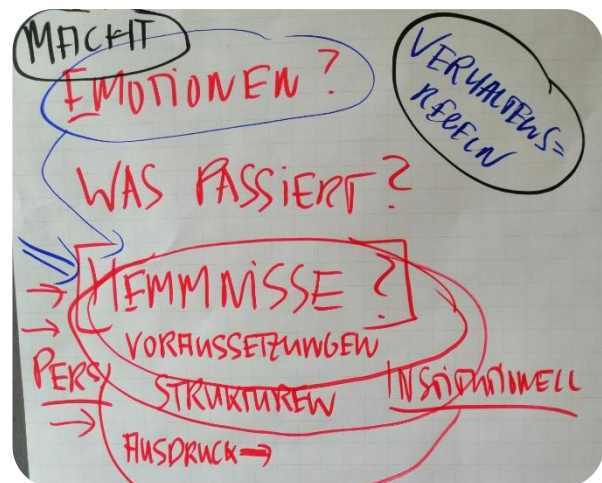 MACHT
EMOTIONEN?
VERHALTENS=
REGELN
WAS PASSIERT?
HEMMNISSE?
VORAUSSETZUNGEN
PERS/
STRUKTUREN
INSTITUTIONELL
AUSDRUCK→